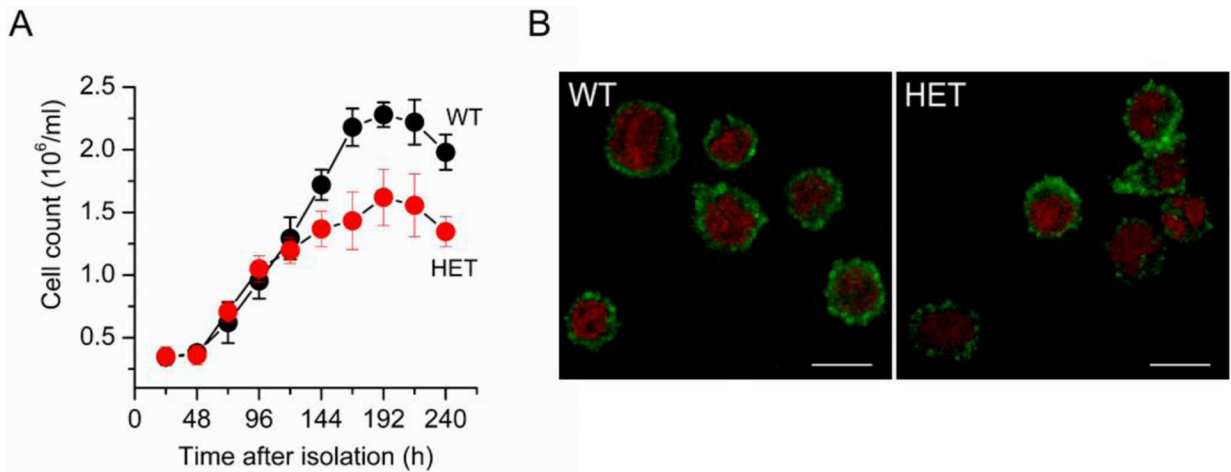 A
B
2.5
2.0
1.5
1.0
0.5
Cell count (10⁶/ml)
WT
HET
0 48 96 144 192 240
Time after isolation (h)
WT
HET